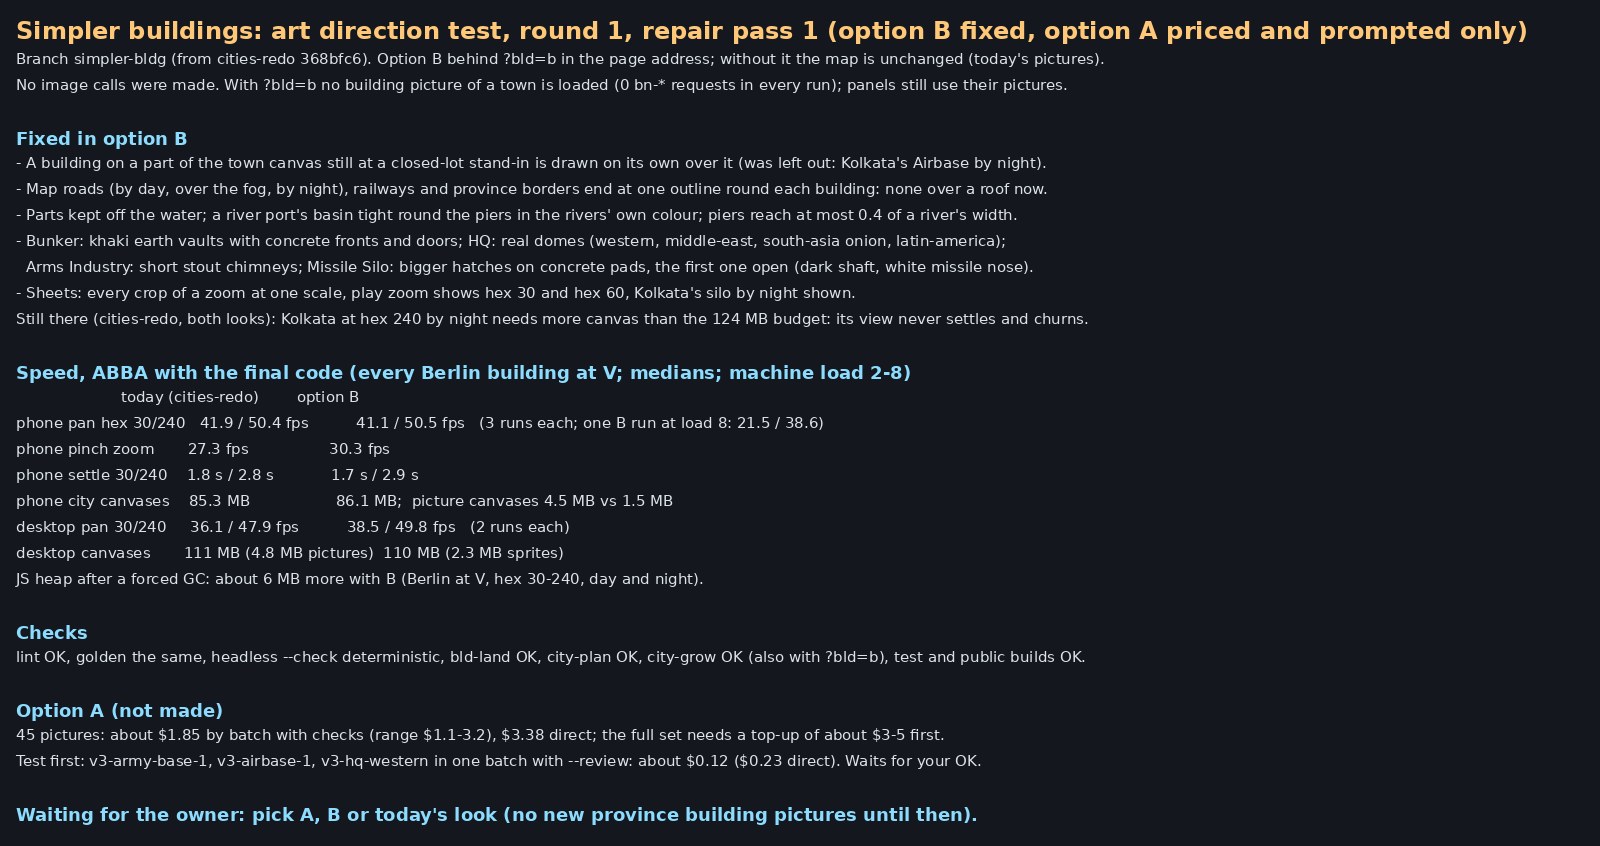 Simpler buildings: art direction test, round 1, repair pass 1 (option B fixed, option A priced and prompted only)
Branch simpler-bldg (from cities-redo 368bfc6). Option B behind ?bld=b in the page address; without it the map is unchanged (today's pictures).
No image calls were made. With ?bld=b no building picture of a town is loaded (0 bn-* requests in every run); panels still use their pictures.
Fixed in option B
- A building on a part of the town canvas still at a closed-lot stand-in is drawn on its own over it (was left out: Kolkata's Airbase by night).
- Map roads (by day, over the fog, by night), railways and province borders end at one outline round each building: none over a roof now.
- Parts kept off the water; a river port's basin tight round the piers in the rivers' own colour; piers reach at most 0.4 of a river's width.
- Bunker: khaki earth vaults with concrete fronts and doors; HQ: real domes (western, middle-east, south-asia onion, latin-america);
Arms Industry: short stout chimneys; Missile Silo: bigger hatches on concrete pads, the first one open (dark shaft, white missile nose).
- Sheets: every crop of a zoom at one scale, play zoom shows hex 30 and hex 60, Kolkata's silo by night shown.
Still there (cities-redo, both looks): Kolkata at hex 240 by night needs more canvas than the 124 MB budget: its view never settles and churns.
Speed, ABBA with the final code (every Berlin building at V; medians; machine load 2-8)
today (cities-redo) option B
phone pan hex 30/240 41.9 / 50.4 fps 41.1 / 50.5 fps (3 runs each; one B run at load 8: 21.5 / 38.6)
phone pinch zoom 27.3 fps 30.3 fps
phone settle 30/240 1.8 s / 2.8 s 1.7 s / 2.9 s
phone city canvases 85.3 MB 86.1 MB; picture canvases 4.5 MB vs 1.5 MB
desktop pan 30/240 36.1 / 47.9 fps 38.5 / 49.8 fps (2 runs each)
desktop canvases 111 MB (4.8 MB pictures) 110 MB (2.3 MB sprites)
JS heap after a forced GC: about 6 MB more with B (Berlin at V, hex 30-240, day and night).
Checks
lint OK, golden the same, headless --check deterministic, bld-land OK, city-plan OK, city-grow OK (also with ?bld=b), test and public builds OK.
Option A (not made)
45 pictures: about $1.85 by batch with checks (range $1.1-3.2), $3.38 direct; the full set needs a top-up of about $3-5 first.
Test first: v3-army-base-1, v3-airbase-1, v3-hq-western in one batch with --review: about $0.12 ($0.23 direct). Waits for your OK.
Waiting for the owner: pick A, B or today's look (no new province building pictures until then).